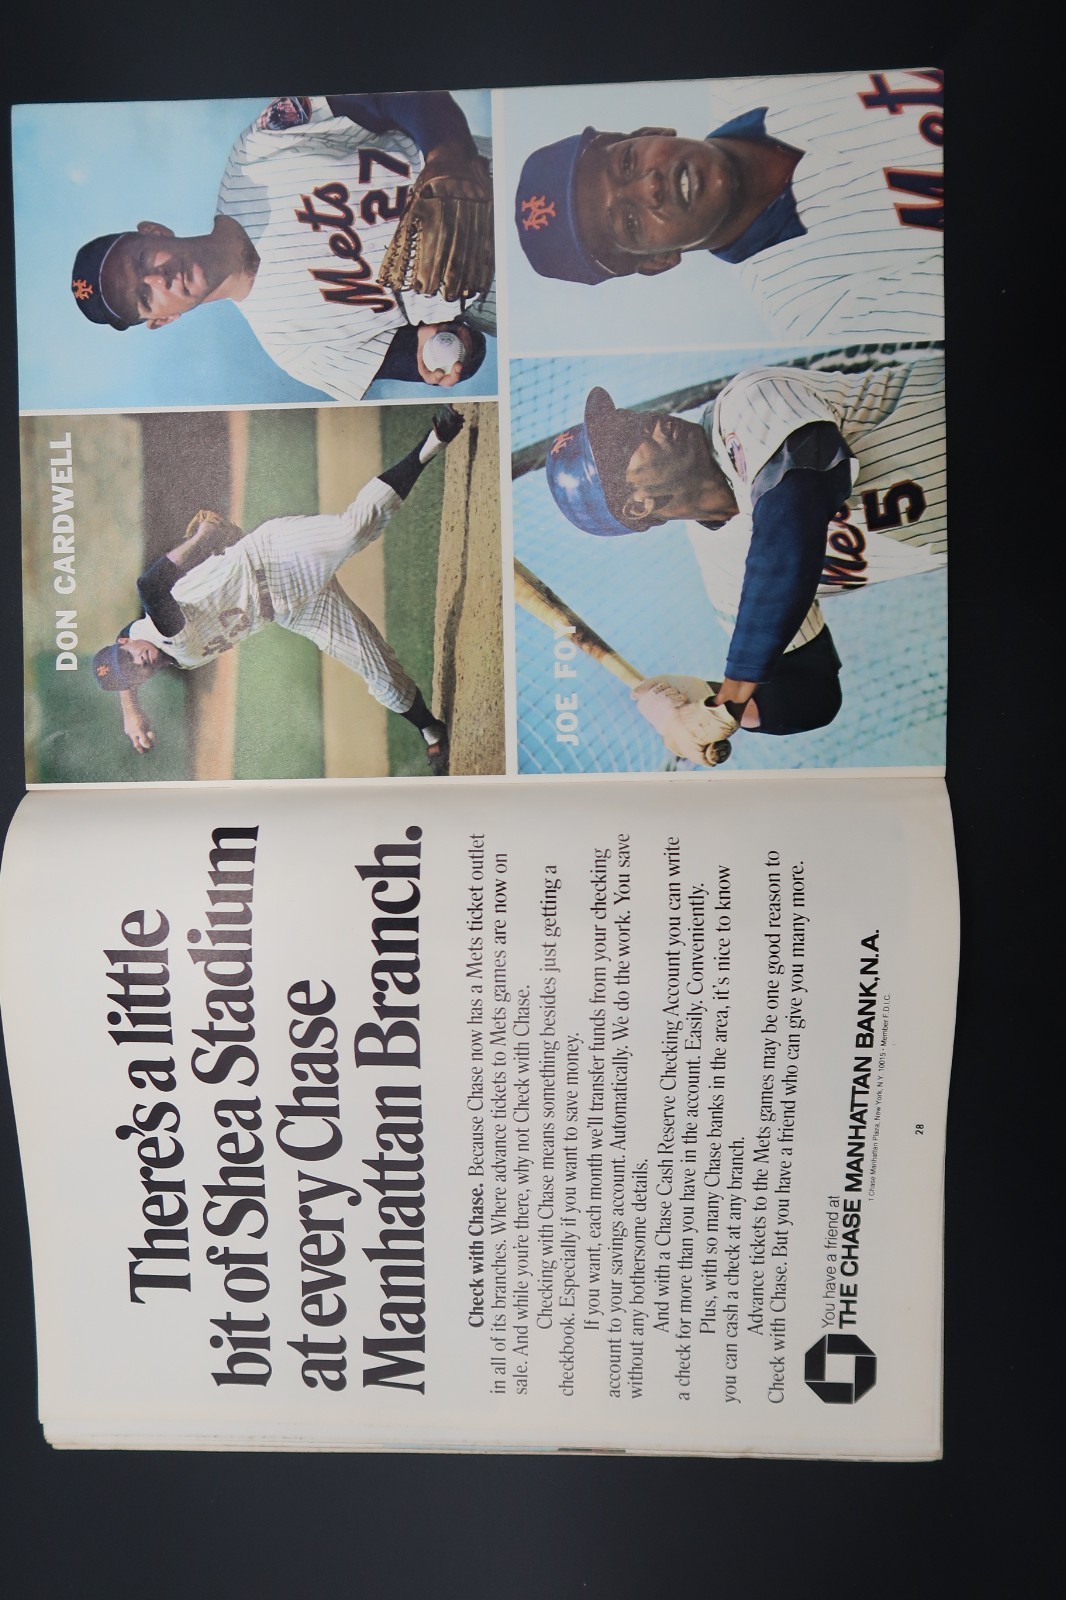 There's a little
bit of Shea Stadium
at every Chase
Manhattan Branch.
Check with Chase. Because Chase now has a Mets ticket outlet
in all of its branches. Where advance tickets to Mets games are now on
sale. And while you're there, why not Check with Chase.
Checking with Chase means something besides just getting a
checkbook. Especially if you want to save money.
If you want, each month we'll transfer funds from your checking
account to your savings account. Automatically. We do the work. You save
without any bothersome details.
And with a Chase Cash Reserve Checking Account you can write
a check for more than you have in the account. Easily. Conveniently.
Plus, with so many Chase banks in the area, it's nice to know
you can cash a check at any branch.
Advance tickets to the Mets games may be one good reason to
Check with Chase. But you have a friend who can give you many more.
You have a friend at
THE CHASE MANHATTAN BANK, N.A.
1 Chase Manhattan Plaza, New York, N.Y. 10015 - Member F.D.I.C.
28
DON CARDWELL
Mets
27
JOE FOY
Mets
5
Mets